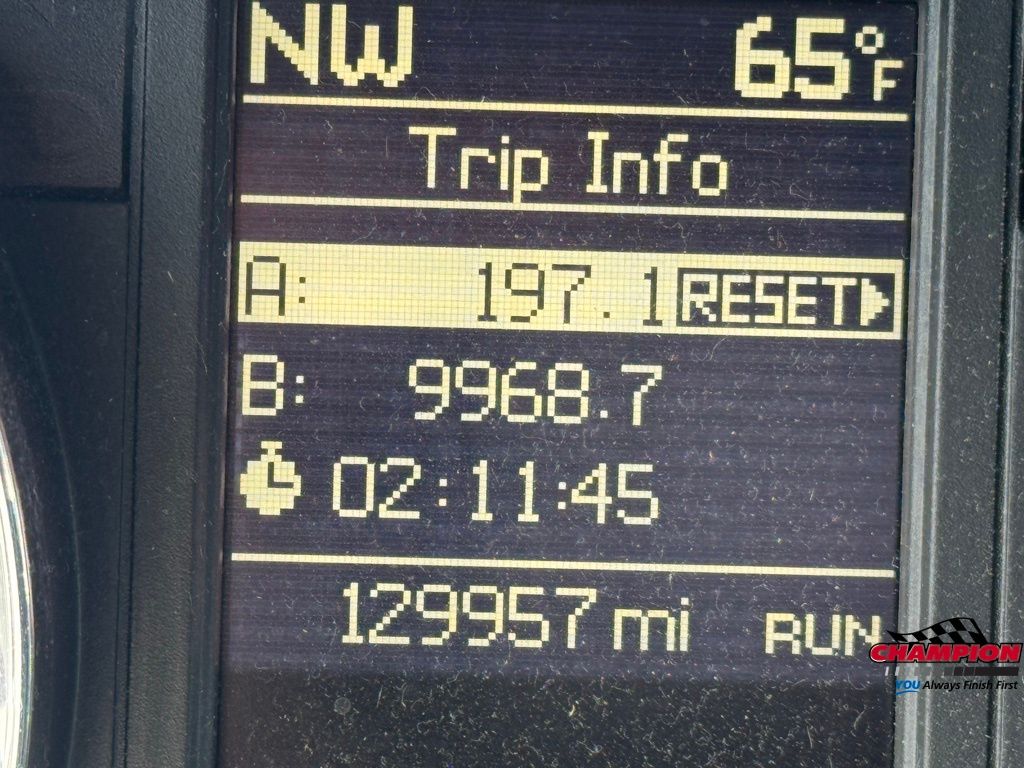 NW 65°F
Trip Info
A: 197.1 RESET
B: 9968.7
02:11:45
129957 mi RUN
CHAMPION
YOU Always Finish First